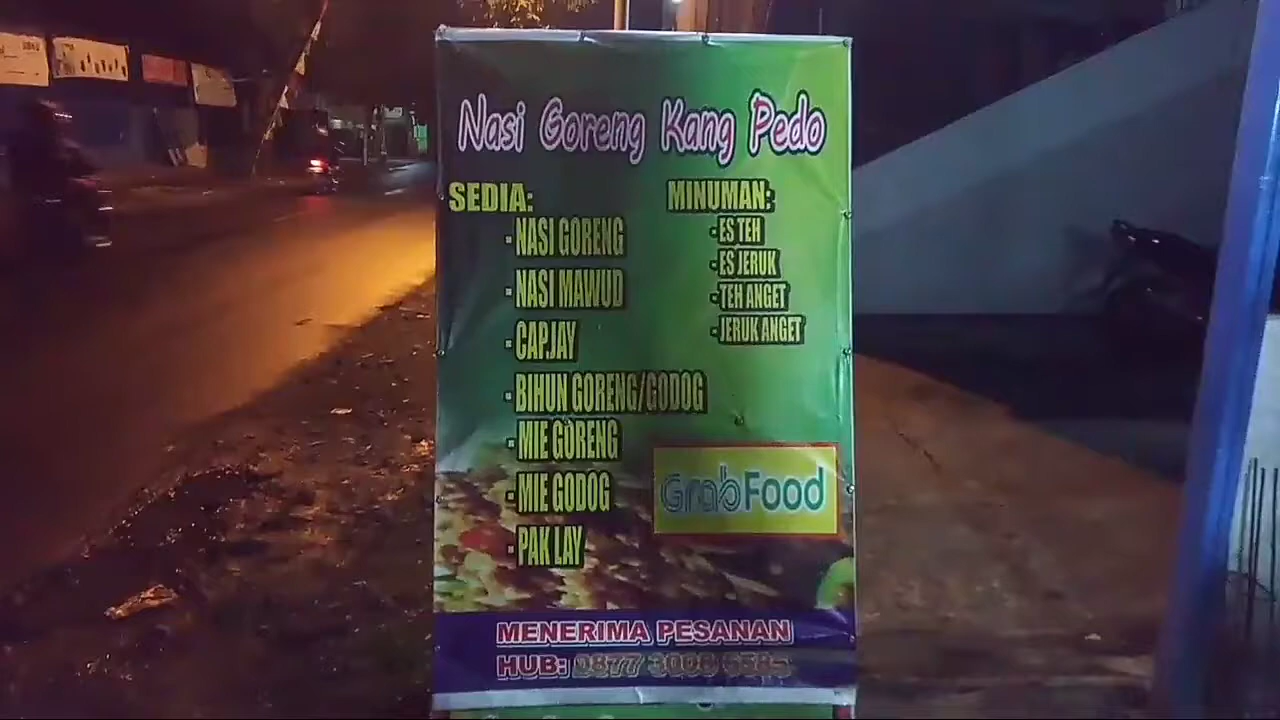 Nasi Goreng Kang Pedo
SEDIA:
- NASI GORENG
- NASI MAWUD
- CAPJAY
- BIHUN GORENG/GODOG
- MIE GORENG
- MIE GODOG
- PAK LAY
MINUMAN:
- ES TEH
- ES JERUK
- TEH ANGET
- JERUK ANGET
GrabFood
MENERIMA PESANAN
HUB: 0877